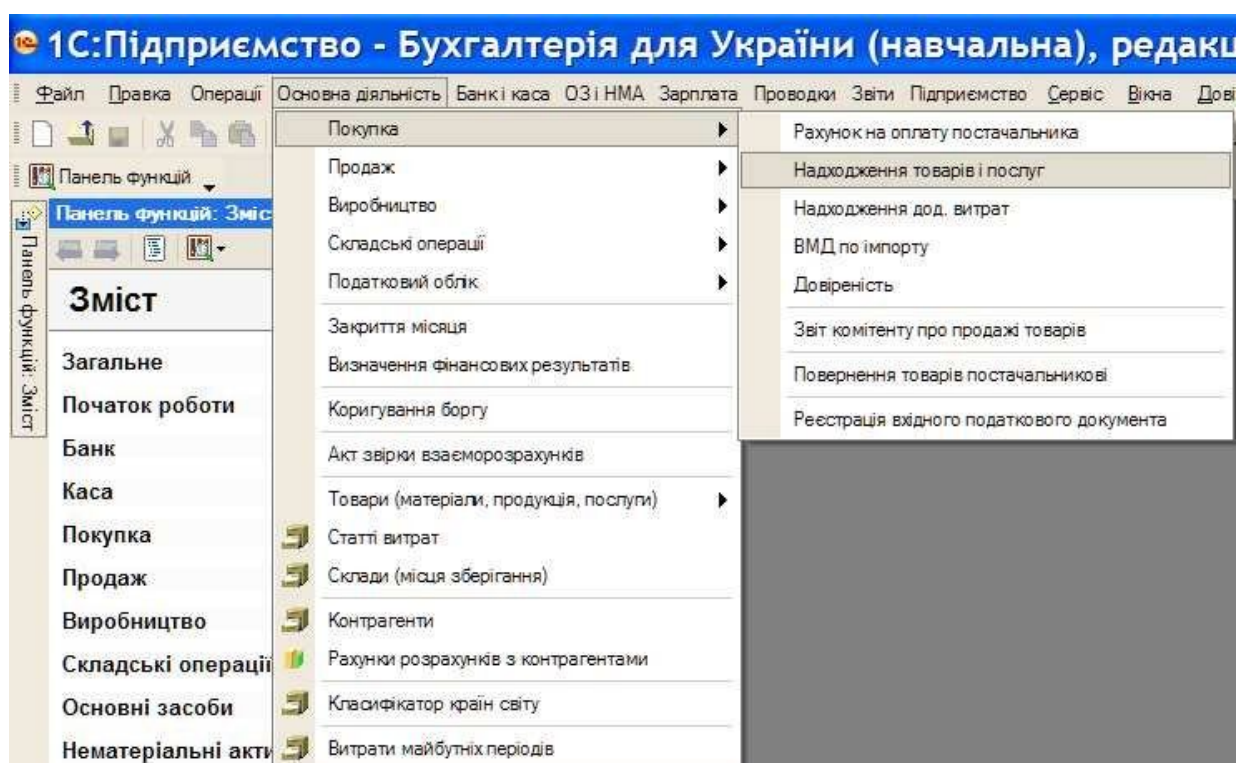 1С:Підприємство - Бухгалтерія для України (навчальна), редакц
Файл Правка Операції Основна діяльність Банк і каса ОЗ і НМА Зарплата Проводки Звіти Підприємство Сервіс Вікна Дові
Панель функцій
Панель функцій: Зміст
Панель функцій: Зміс
Зміст
Загальне
Початок роботи
Банк
Каса
Покупка
Продаж
Виробництво
Складські операції
Основні засоби
Нематеріальні акти
Покупка
Продаж
Виробництво
Складські операції
Податковий облік
Закриття місяця
Визначення фінансових результатів
Коригування боргу
Акт звірки взаєморозрахунків
Товари (матеріали, продукція, послуги)
Статті витрат
Склади (місця зберігання)
Контрагенти
Рахунки розрахунків з контрагентами
Класифікатор країн світу
Витрати майбутніх періодів
Рахунок на оплату постачальника
Надходження товарів і послуг
Надходження дод. витрат
ВМД по імпорту
Довіреність
Звіт комітенту про продажі товарів
Повернення товарів постачальникові
Реєстрація вхідного податкового документа